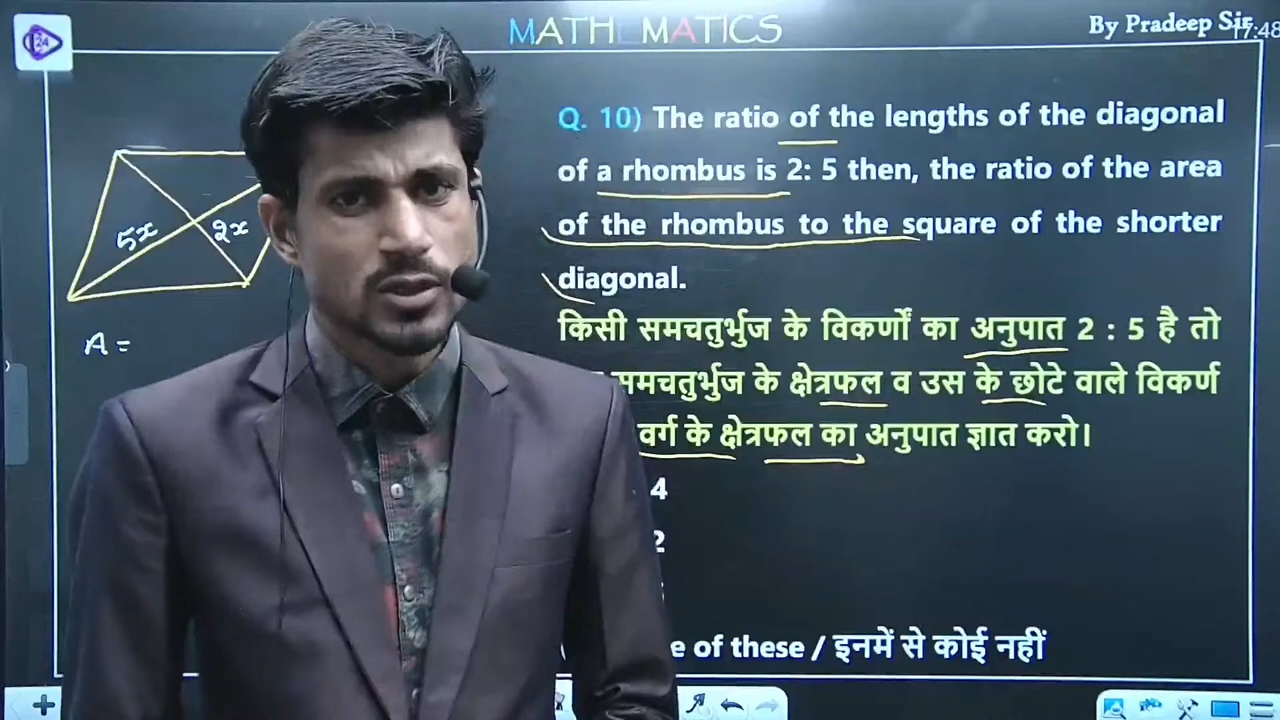 MATHEMATICS
By Pradeep Sir
17:48
24
Q. 10) The ratio of the lengths of the diagonal
of a rhombus is 2: 5 then, the ratio of the area
of the rhombus to the square of the shorter
diagonal.
किसी समचतुर्भुज के विकर्णों का अनुपात 2 : 5 है तो
समचतुर्भुज के क्षेत्रफल व उस के छोटे वाले विकर्ण
वर्ग के क्षेत्रफल का अनुपात ज्ञात करो।
4
2
e of these / इनमें से कोई नहीं
5x
2x
A =